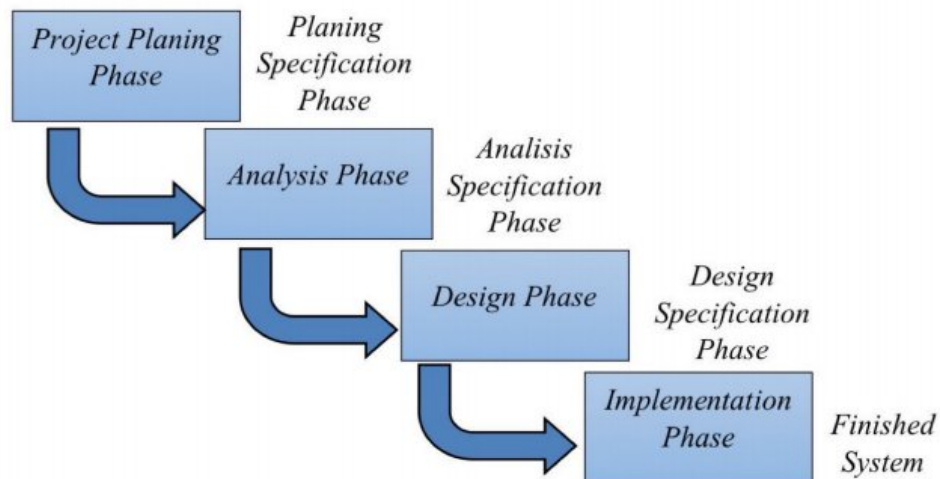 Project Planing
Phase
Planing
Specification
Phase
Analysis Phase
Analisis
Specification
Phase
Design Phase
Design
Specification
Phase
Implementation
Phase
Finished
System